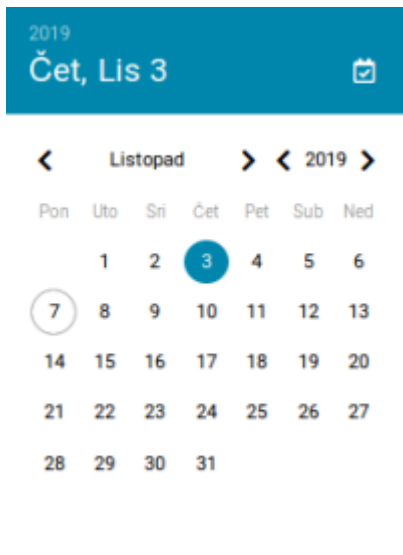 2019
Čet, Lis 3
Listopad 2019
Pon Uto Sri Čet Pet Sub Ned
1 2 3 4 5 6
7 8 9 10 11 12 13
14 15 16 17 18 19 20
21 22 23 24 25 26 27
28 29 30 31